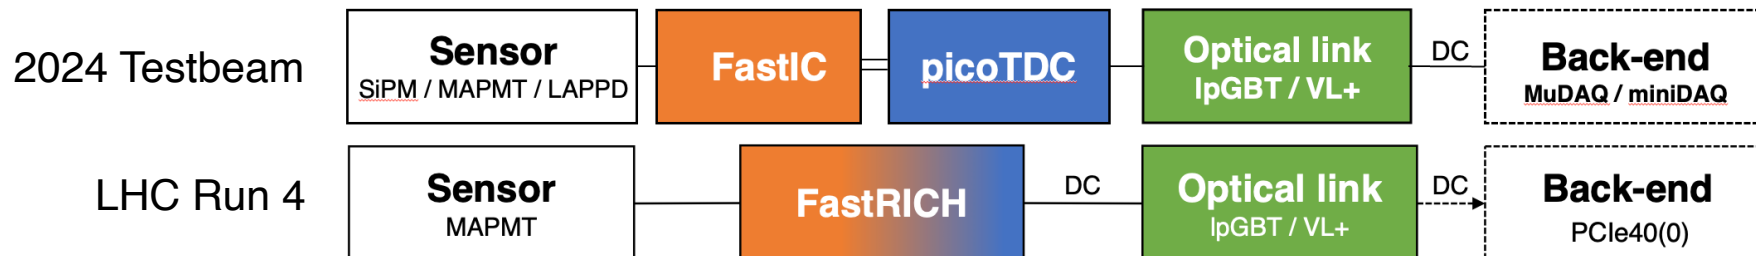 2024 Testbeam
Sensor
SiPM / MAPMT / LAPPD
FastIC
picoTDC
Optical link
lpGBT / VL+
DC
Back-end
MuDAQ / miniDAQ
LHC Run 4
Sensor
MAPMT
FastRICH
DC
Optical link
lpGBT / VL+
DC
Back-end
PCIe40(0)